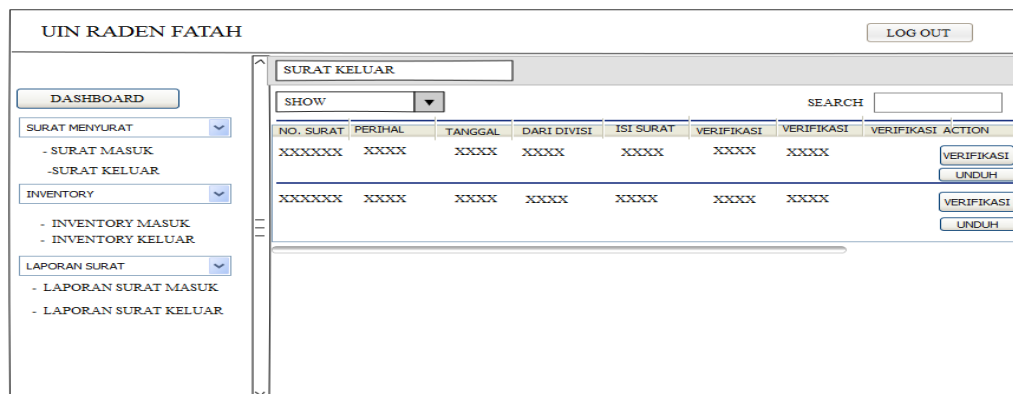 UIN RADEN FATAH
LOG OUT
DASHBOARD
SURAT MENYURAT
- SURAT MASUK
-SURAT KELUAR
INVENTORY
- INVENTORY MASUK
- INVENTORY KELUAR
LAPORAN SURAT
- LAPORAN SURAT MASUK
- LAPORAN SURAT KELUAR
SURAT KELUAR
SHOW
SEARCH
NO. SURAT PERIHAL TANGGAL DARI DIVISI ISI SURAT VERIFIKASI VERIFIKASI VERIFIKASI ACTION
XXXXXX XXXX XXXX XXXX XXXX XXXX XXXX VERIFIKASI
UNDUH
XXXXXX XXXX XXXX XXXX XXXX XXXX XXXX VERIFIKASI
UNDUH